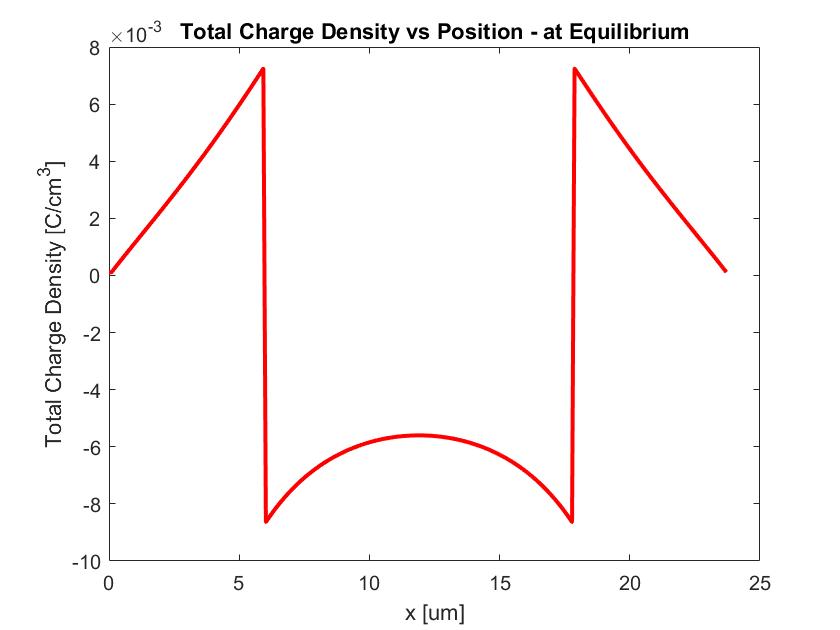 ×10⁻³ Total Charge Density vs Position - at Equilibrium
8
6
4
2
0
-2
-4
-6
-8
-10
Total Charge Density [C/cm³]
0 5 10 15 20 25
x [um]